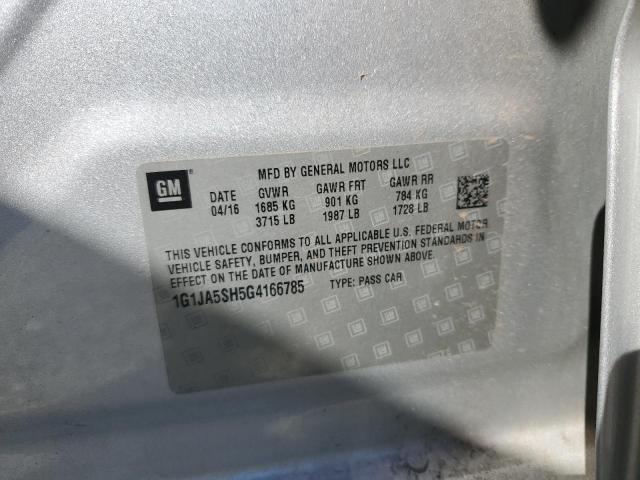 MFD BY GENERAL MOTORS LLC
GM
DATE GVWR GAWR FRT GAWR RR
04/16 1685 KG 901 KG 784 KG
3715 LB 1987 LB 1728 LB
THIS VEHICLE CONFORMS TO ALL APPLICABLE U.S. FEDERAL MOTOR
VEHICLE SAFETY, BUMPER, AND THEFT PREVENTION STANDARDS IN
EFFECT ON THE DATE OF MANUFACTURE SHOWN ABOVE.
1G1JA5SH5G4166785 TYPE: PASS CAR